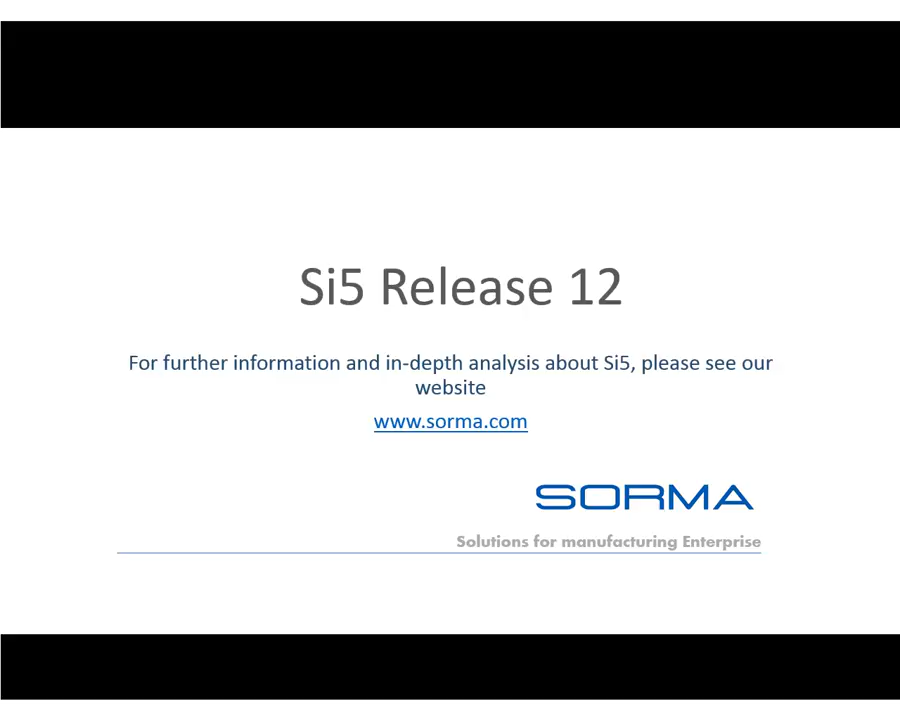 Si5 Release 12
For further information and in-depth analysis about Si5, please see our
website
www.sorma.com
SORMA
Solutions for manufacturing Enterprise